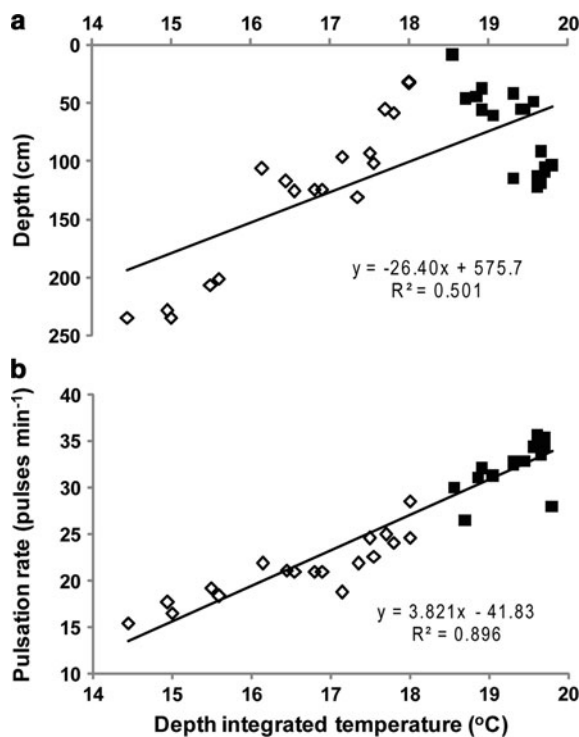 a
14 15 16 17 18 19 20
0
50
100
150
200
250
Depth (cm)
y = -26.40x + 575.7
R² = 0.501
b
40
35
30
25
20
15
10
Pulsation rate (pulses min⁻¹)
y = 3.821x - 41.83
R² = 0.896
14 15 16 17 18 19 20
Depth integrated temperature (ºC)